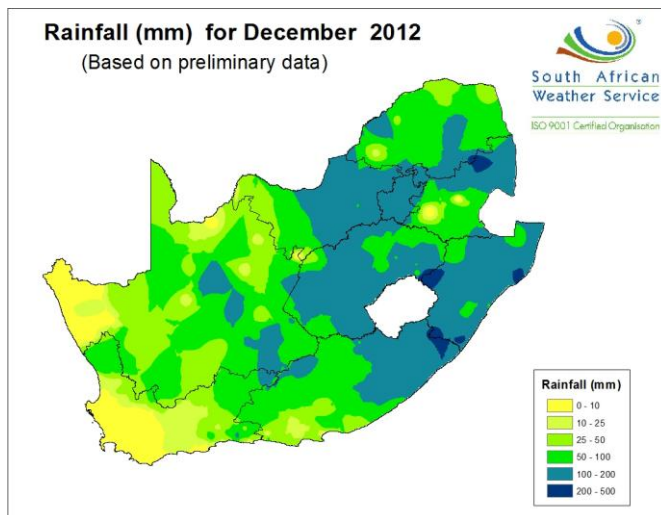 Rainfall (mm) for December 2012
(Based on preliminary data)
South African
Weather Service
ISO 9001 Certified Organisation
Rainfall (mm)
0 - 10
10 - 25
25 - 50
50 - 100
100 - 200
200 - 500